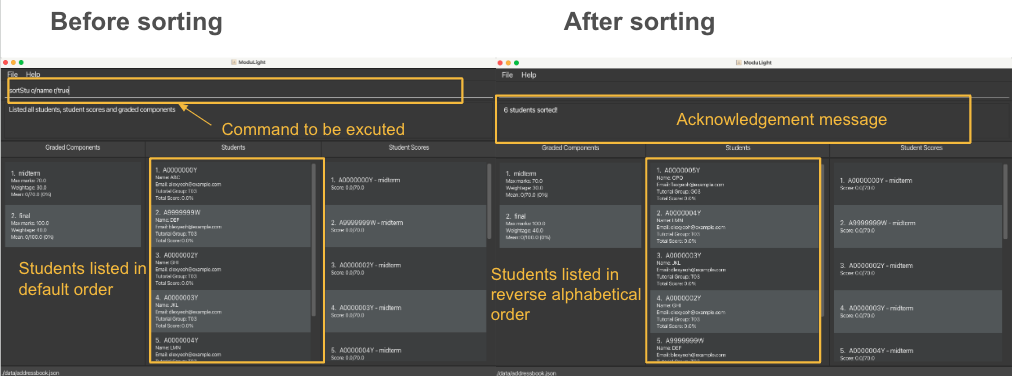 Before sorting
After sorting
ModuLight
File Help
sortStu o/name r/true
Listed all students, student scores and graded components
Command to be excuted
Graded Components
Students
Student Scores
1. midterm
Max marks: 70.0
Weightage: 30.0
Mean: 0/70.0 (0%)
2. final
Max marks: 100.0
Weightage: 40.0
Mean: 0/100.0 (0%)
Students listed in
default order
1. A0000000Y
Name: ABC
Email: alexyeoh@example.com
Tutorial Group: T03
Total Score: 0.0%
2. A9999999W
Name: DEF
Email: blexyeoh@example.com
Tutorial Group: T03
Total Score: 0.0%
3. A0000002Y
Name: GHI
Email: clexyeoh@example.com
Tutorial Group: T03
Total Score: 0.0%
4. A0000003Y
Name: JKL
Email: dlexyeoh@example.com
Tutorial Group: T03
Total Score: 0.0%
5. A0000004Y
Name: LMN
Email: elexyeoh@example.com
1. A0000000Y - midterm
Score: 0.0/70.0
2. A9999999W - midterm
Score: 0.0/70.0
3. A0000002Y - midterm
Score: 0.0/70.0
4. A0000003Y - midterm
Score: 0.0/70.0
5. A0000004Y - midterm
Score: 0.0/70.0
/data/addressbook.json
ModuLight
File Help
6 students sorted!
Acknowledgement message
Graded Components
Students
Student Scores
1. midterm
Max marks: 70.0
Weightage: 30.0
Mean: 0/70.0 (0%)
2. final
Max marks: 100.0
Weightage: 40.0
Mean: 0/100.0 (0%)
Students listed in
reverse alphabetical
order
1. A0000005Y
Name: OPQ
Tutorial Group:
Total Score: 0.0%
2. A0000004Y
Name: LMN
Email: elexyeoh@example.com
Tutorial Group: T03
Total Score: 0.0%
3. A0000003Y
Name: JKL
Email: dlexyeoh@example.com
Tutorial Group: T03
Total Score: 0.0%
4. A0000002Y
Name: GHI
Email: clexyeoh@example.com
Tutorial Group: T03
Total Score: 0.0%
5. A9999999W
Name: DEF
Email: blexyeoh@example.com
1. A0000000Y - midterm
Score: 0.0/70.0
2. A9999999W - midterm
Score: 0.0/70.0
3. A0000002Y - midterm
Score: 0.0/70.0
4. A0000003Y - midterm
Score: 0.0/70.0
5. A0000004Y - midterm
Score: 0.0/70.0
/data/addressbook.json